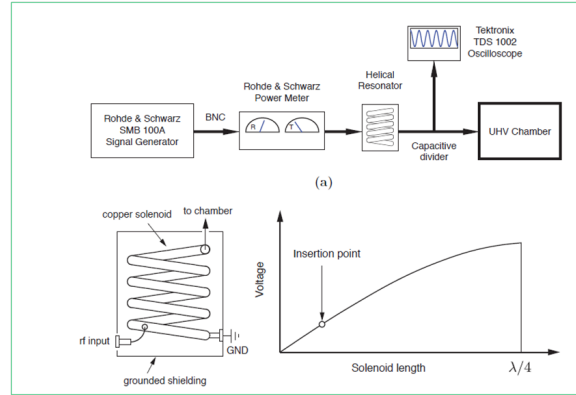 Tektronix
TDS 1002
Oscilloscope
Rohde & Schwarz
Power Meter
Helical
Resonator
Rohde & Schwarz
SMB 100A
Signal Generator
BNC
R
T
UHV Chamber
Capacitive
divider
(a)
copper solenoid
to chamber
rf input
GND
grounded shielding
Voltage
Insertion point
Solenoid length
λ/4